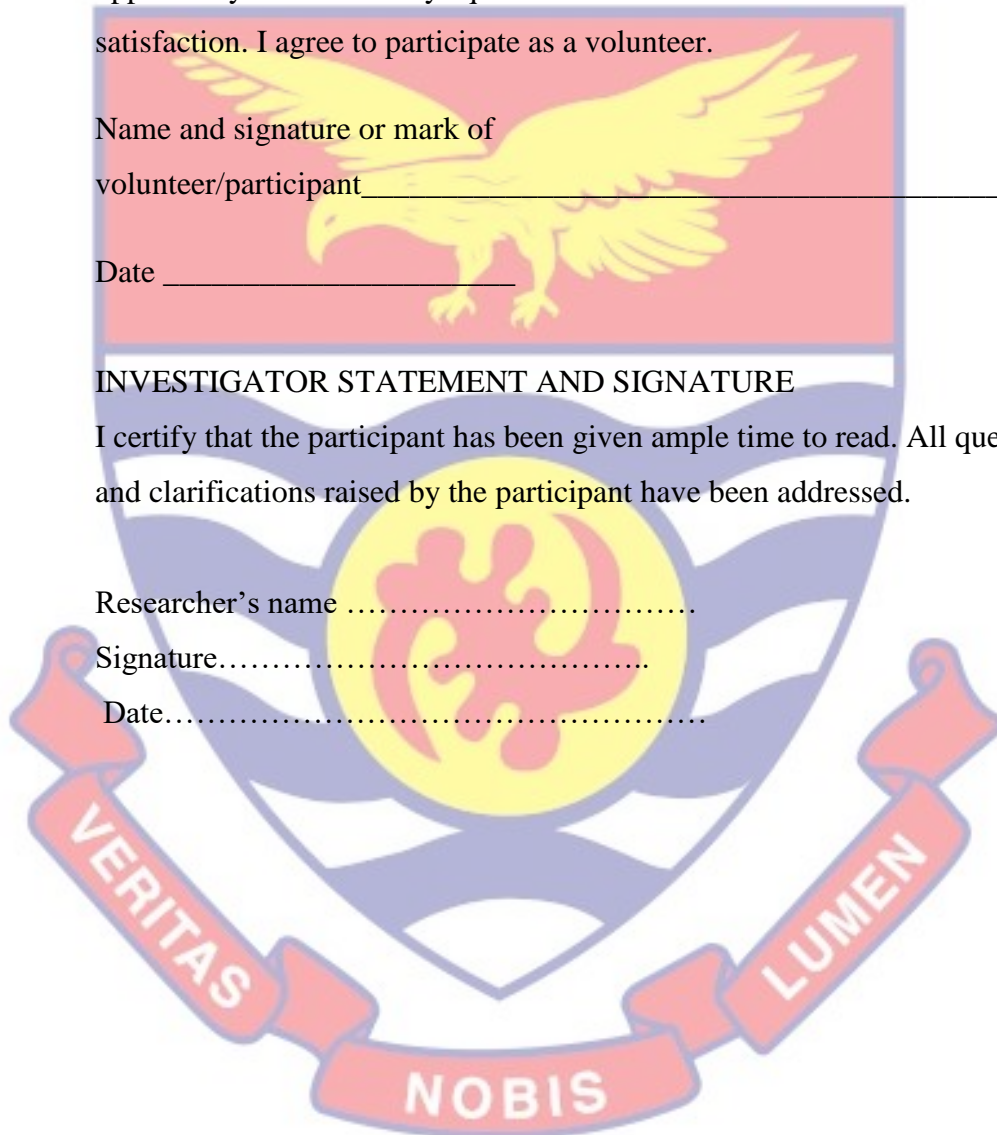 satisfaction. I agree to participate as a volunteer.
Name and signature or mark of
volunteer/participant________________________________________
Date ______________________
INVESTIGATOR STATEMENT AND SIGNATURE
I certify that the participant has been given ample time to read. All que
and clarifications raised by the participant have been addressed.
Researcher’s name …………………………….
Signature……………………………………..
Date……………………………………………….
VERITAS
NOBIS
LUMEN